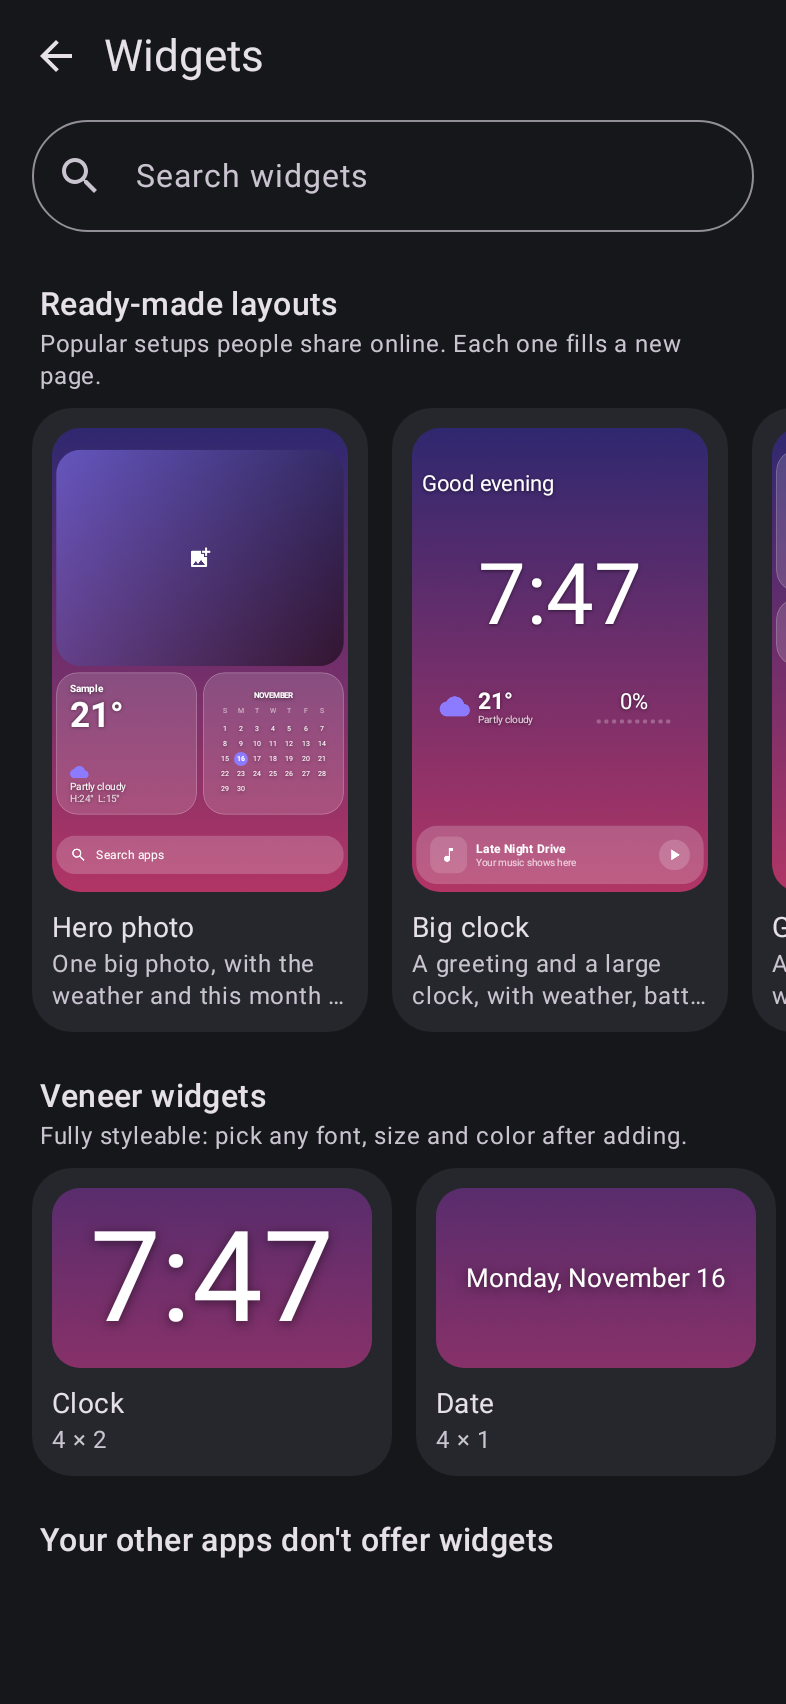 Widgets
Search widgets
Ready-made layouts
Popular setups people share online. Each one fills a new
page.
Sample
21°
Partly cloudy
H:24° L:15°
NOVEMBER
S M T W T F S
1 2 3 4 5 6 7
8 9 10 11 12 13 14
15 16 17 18 19 20 21
22 23 24 25 26 27 28
29 30
Search apps
Hero photo
One big photo, with the
weather and this month …
Good evening
7:47
21°
Partly cloudy
0%
Late Night Drive
Your music shows here
Big clock
A greeting and a large
clock, with weather, batt…
Veneer widgets
Fully styleable: pick any font, size and color after adding.
7:47
Clock
4 × 2
Monday, November 16
Date
4 × 1
Your other apps don't offer widgets